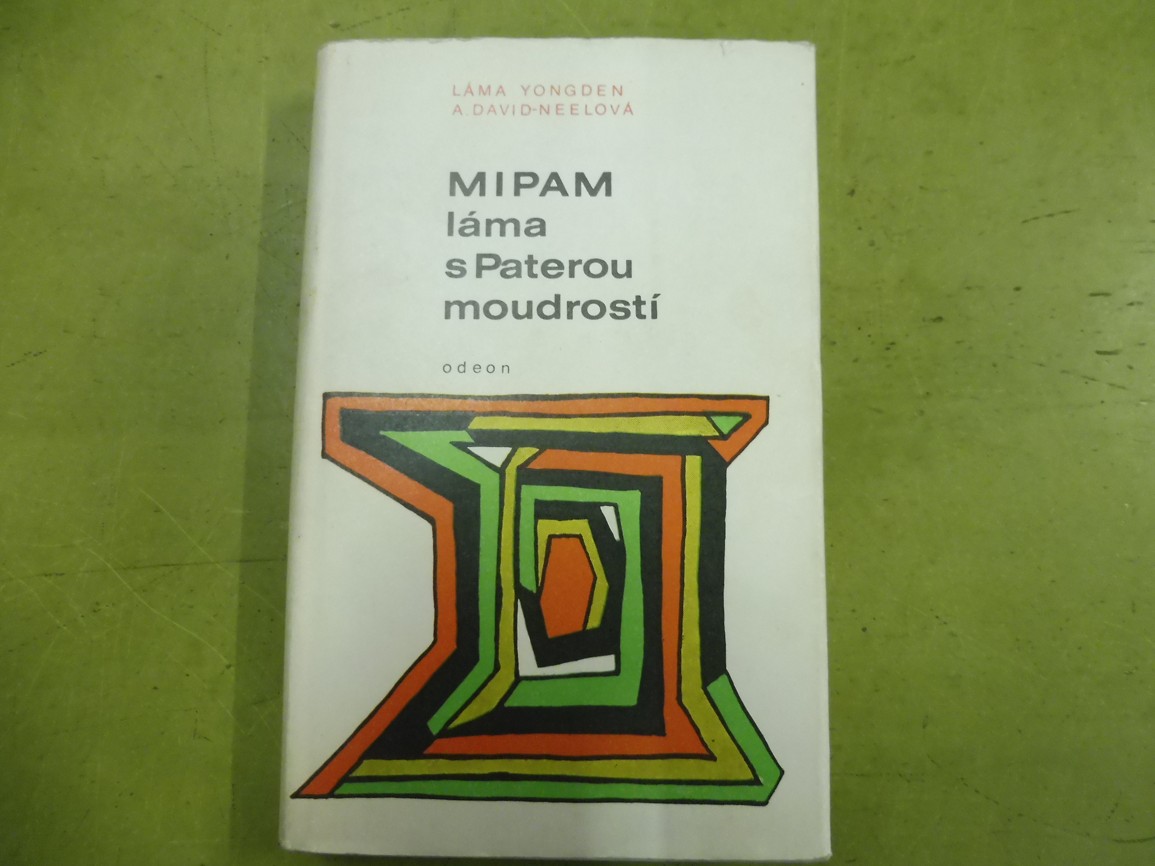 LÁMA YONGDEN
A. DAVID-NEELOVÁ
MIPAM
láma
s Paterou
moudrostí
odeon